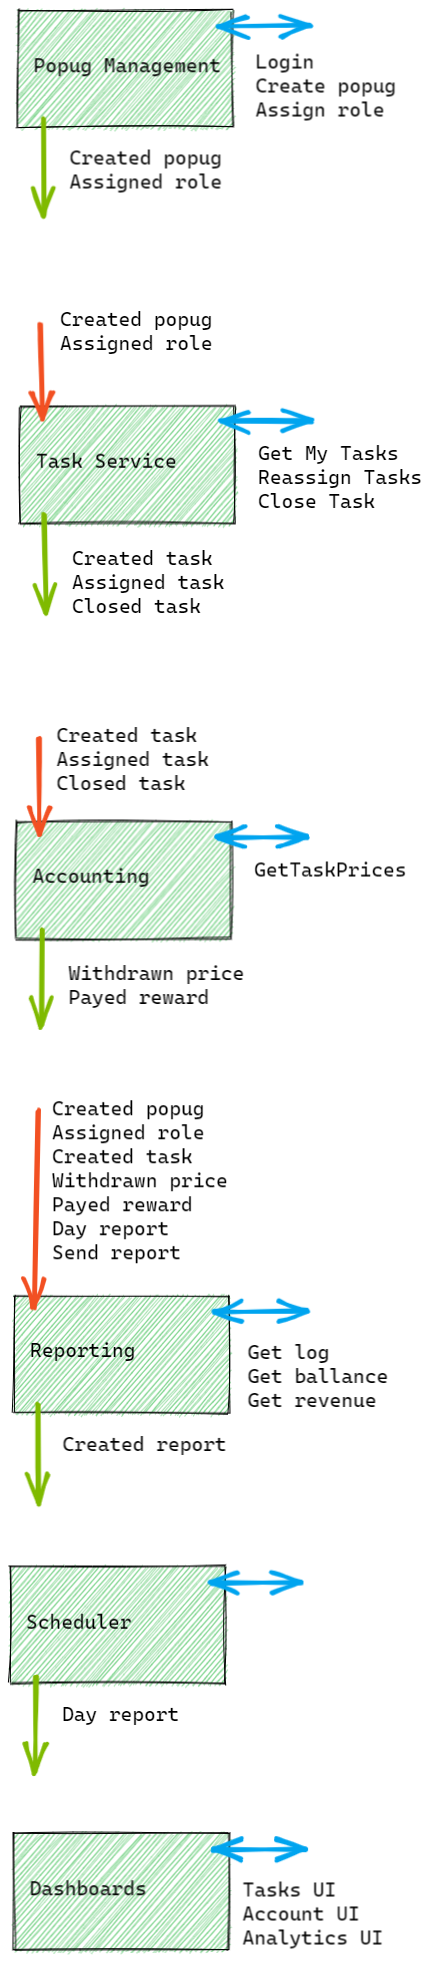 Popug Management
Login
Create popug
Assign role
Created popug
Assigned role
Created popug
Assigned role
Task Service
Get My Tasks
Reassign Tasks
Close Task
Created task
Assigned task
Closed task
Created task
Assigned task
Closed task
Accounting
GetTaskPrices
Withdrawn price
Payed reward
Created popug
Assigned role
Created task
Withdrawn price
Payed reward
Day report
Send report
Reporting
Get log
Get ballance
Get revenue
Created report
Scheduler
Day report
Dashboards
Tasks UI
Account UI
Analytics UI